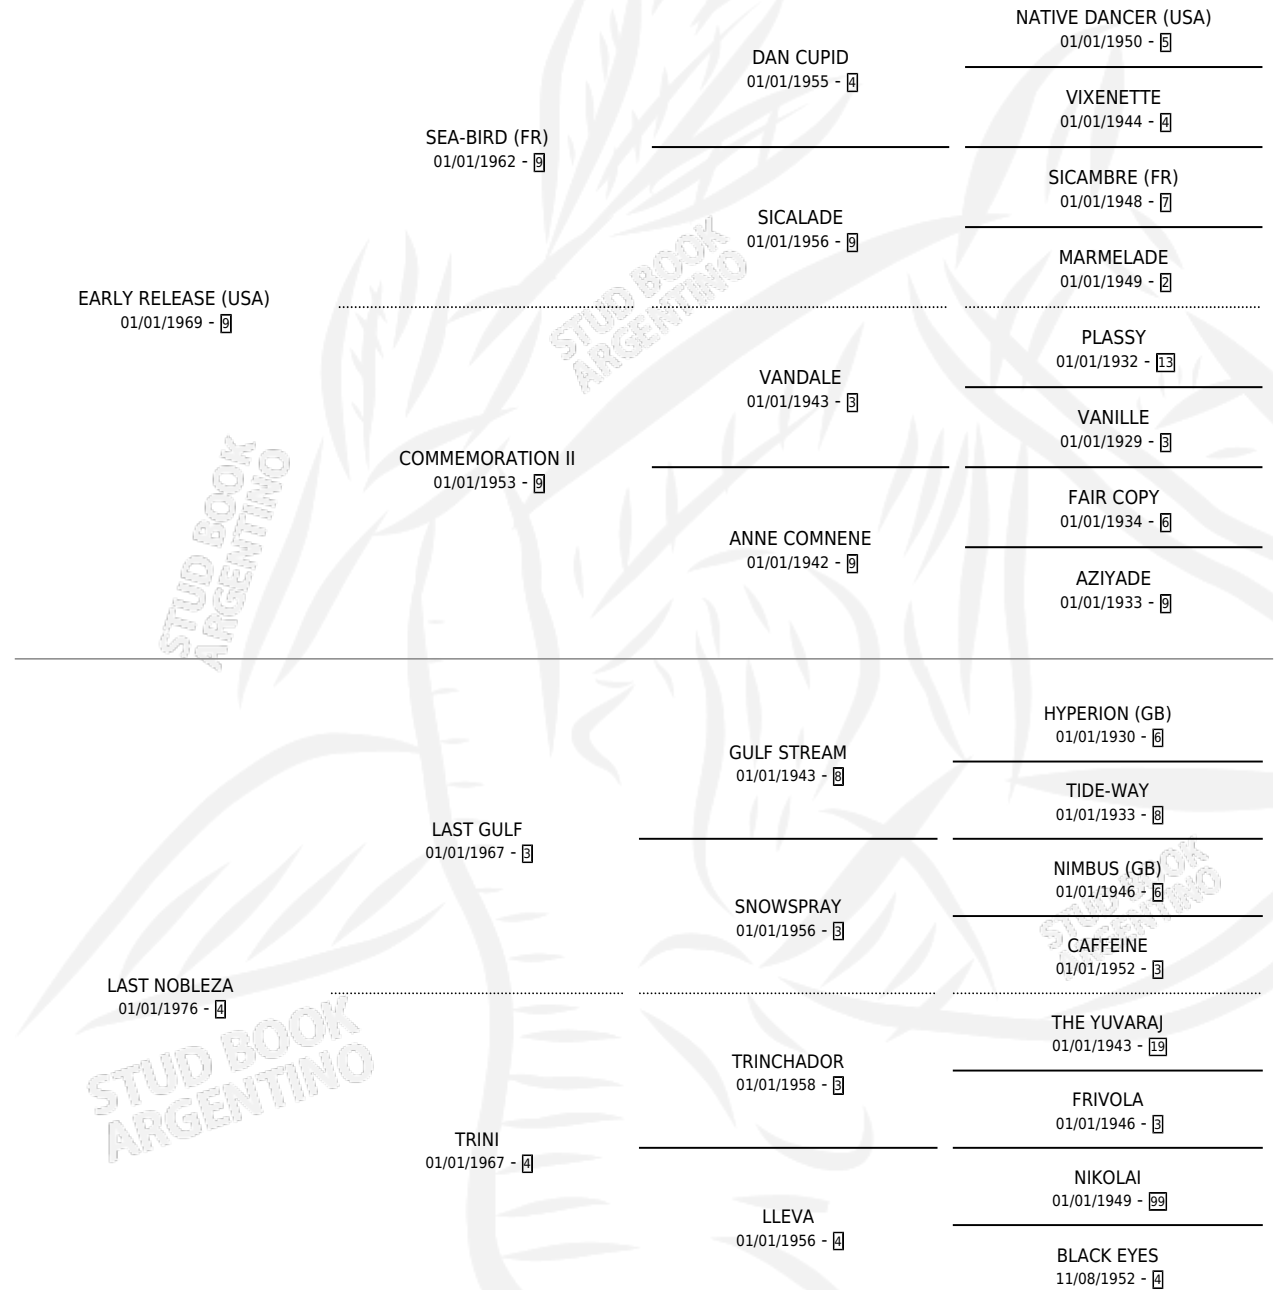 NATIVE DANCER (USA)
01/01/1950 - 5
DAN CUPID
01/01/1955 - 4
VIXENETTE
01/01/1944 - 4
SEA-BIRD (FR)
01/01/1962 - 9
SICAMBRE (FR)
01/01/1948 - 7
SICALADE
01/01/1956 - 9
MARMELADE
01/01/1949 - 2
EARLY RELEASE (USA)
01/01/1969 - 9
STUD BOOK
ARGENTINO
PLASSY
01/01/1932 - 13
VANDALE
01/01/1943 - 3
VANILLE
01/01/1929 - 3
COMMEMORATION II
01/01/1953 - 9
FAIR COPY
01/01/1934 - 6
ANNE COMNENE
01/01/1942 - 9
AZIYADE
01/01/1933 - 9
STUD BOOK
ARGENTINO
HYPERION (GB)
01/01/1930 - 6
GULF STREAM
01/01/1943 - 8
TIDE-WAY
01/01/1933 - 8
LAST GULF
01/01/1967 - 3
NIMBUS (GB)
01/01/1946 - 6
SNOWSPRAY
01/01/1956 - 3
CAFFEINE
01/01/1952 - 3
STUD BOOK
ARGENTINO
LAST NOBLEZA
01/01/1976 - 4
STUD BOOK
ARGENTINO
THE YUVARAJ
01/01/1943 - 19
TRINCHADOR
01/01/1958 - 3
FRIVOLA
01/01/1946 - 3
TRINI
01/01/1967 - 4
NIKOLAI
01/01/1949 - 99
LLEVA
01/01/1956 - 4
BLACK EYES
11/08/1952 - 4